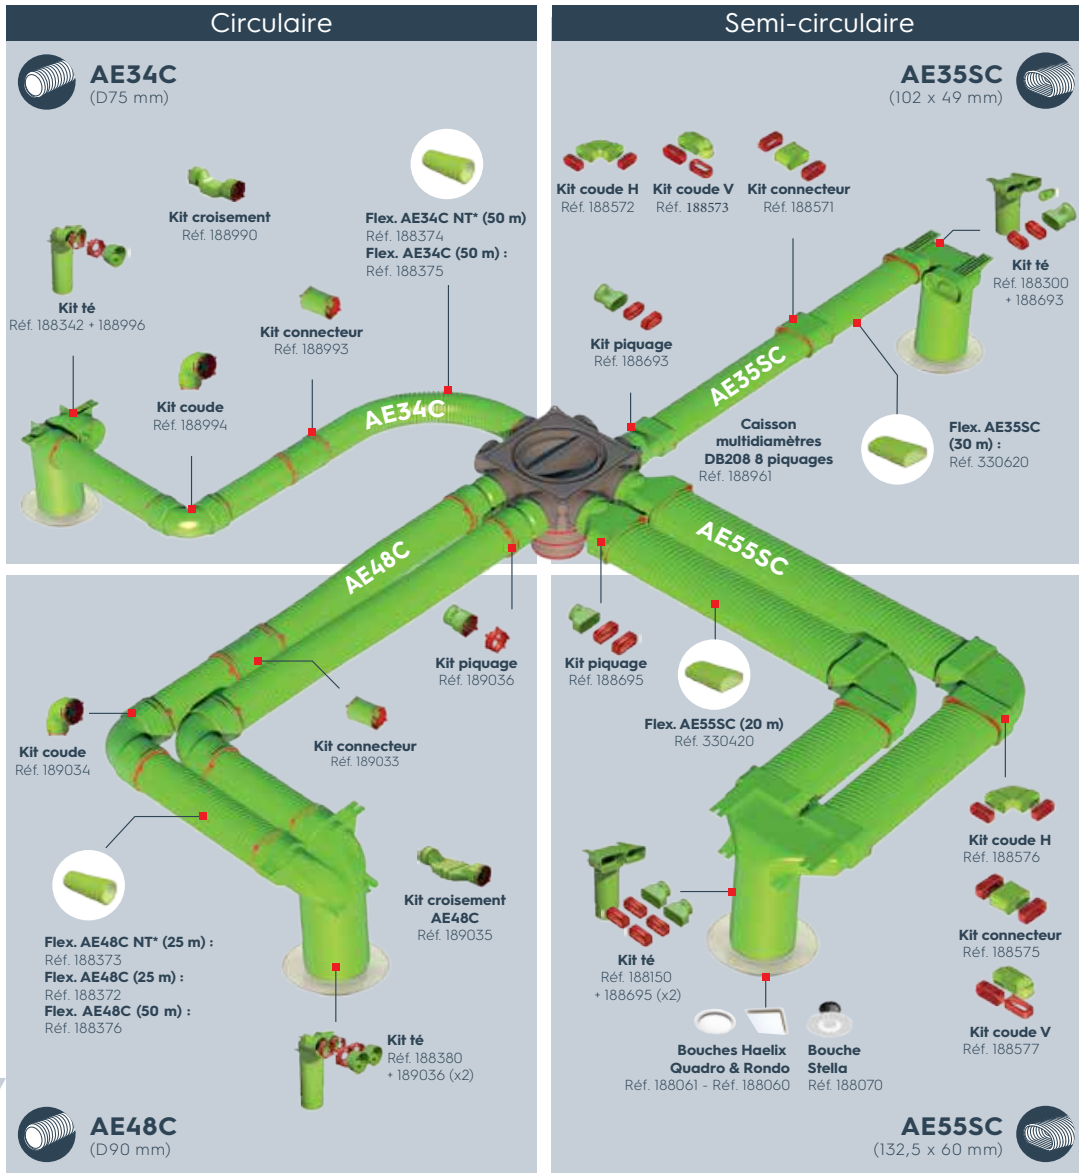 Circulaire
Semi-circulaire
AE34C
(D75 mm)
AE35SC
(102 x 49 mm)
Kit croisement
Réf. 188990
Flex. AE34C NT* (50 m)
Réf. 188374
Flex. AE34C (50 m) :
Réf. 188375
Kit té
Réf. 188342 + 188996
Kit connecteur
Réf. 188993
Kit coude
Réf. 188994
AE34C
Kit coude H
Réf. 188572
Kit coude V
Réf. 188573
Kit connecteur
Réf. 188571
Kit té
Réf. 188300
+ 188693
Kit piquage
Réf. 188693
AE35SC
Caisson
multidiamètres
DB208 8 piquages
Réf. 188961
Flex. AE35SC
(30 m) :
Réf. 330620
AE48C
AE55SC
Kit piquage
Réf. 189036
Kit coude
Réf. 189034
Kit connecteur
Réf. 189033
Kit croisement
AE48C
Réf. 189035
Flex. AE48C NT* (25 m) :
Réf. 188373
Flex. AE48C (25 m) :
Réf. 188372
Flex. AE48C (50 m) :
Réf. 188376
Kit té
Réf. 188380
+ 189036 (x2)
AE48C
(D90 mm)
Kit piquage
Réf. 188695
Flex. AE55SC (20 m)
Réf. 330420
Kit coude H
Réf. 188576
Kit connecteur
Réf. 188575
Kit coude V
Réf. 188577
Kit té
Réf. 188150
+ 188695 (x2)
Bouches Haelix
Quadro & Rondo
Réf. 188061 - Réf. 188060
Bouche
Stella
Réf. 188070
AE55SC
(132,5 x 60 mm)